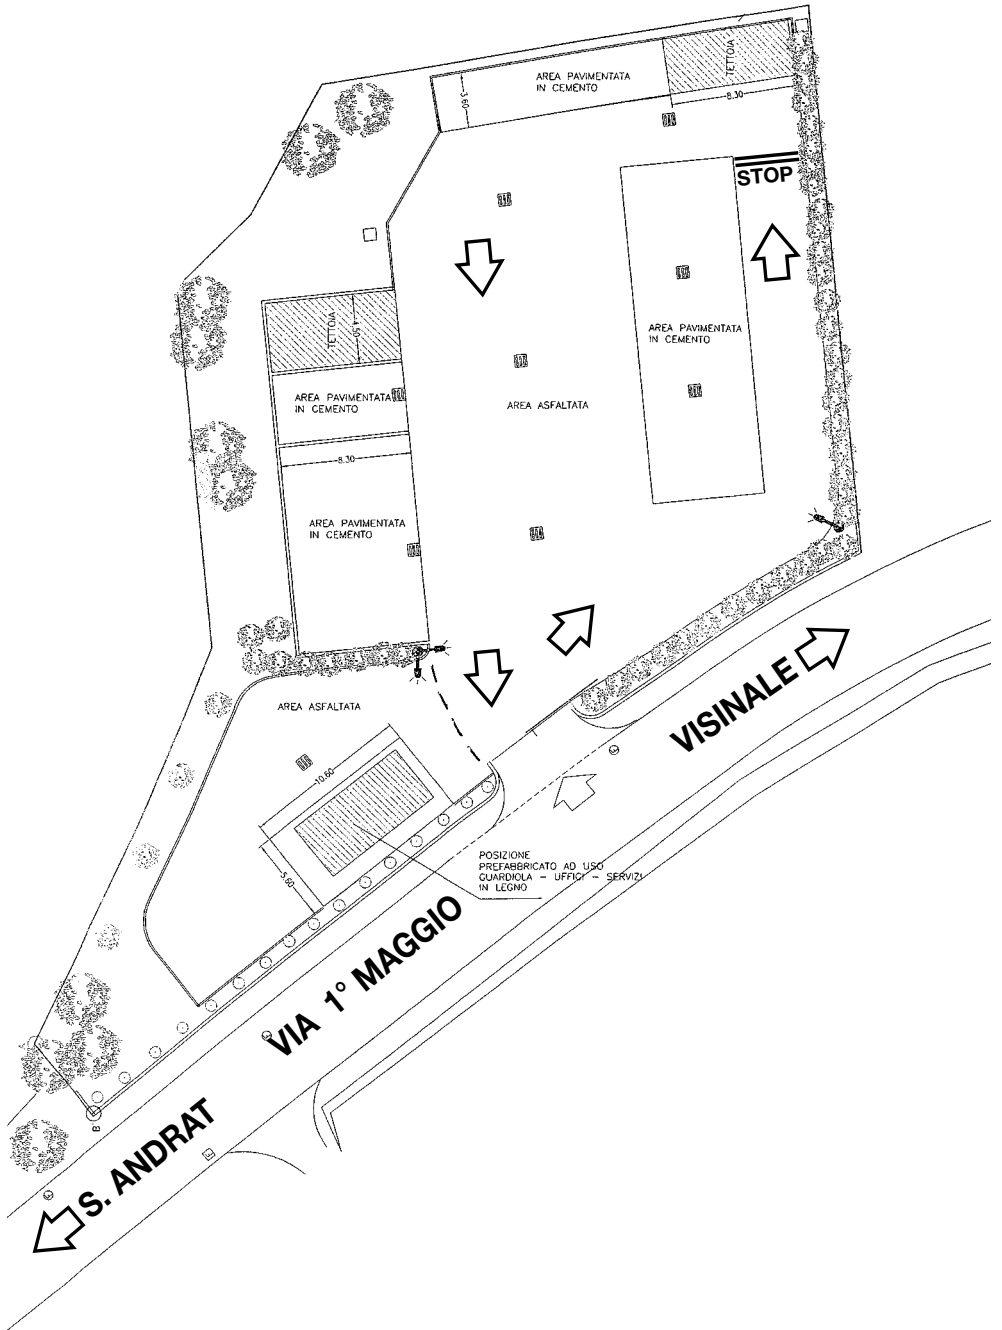 TETTOIA
AREA PAVIMENTATA
IN CEMENTO
3.60
8.30
STOP
TETTOIA
4.50
AREA PAVIMENTATA
IN CEMENTO
AREA PAVIMENTATA
IN CEMENTO
AREA ASFALTATA
8.30
AREA PAVIMENTATA
IN CEMENTO
AREA ASFALTATA
VISINALE
10.60
5.60
POSIZIONE
PREFABBRICATO AD USO
GUARDIOLA - UFFICI - SERVIZI
IN LEGNO
VIA 1° MAGGIO
S. ANDRAT